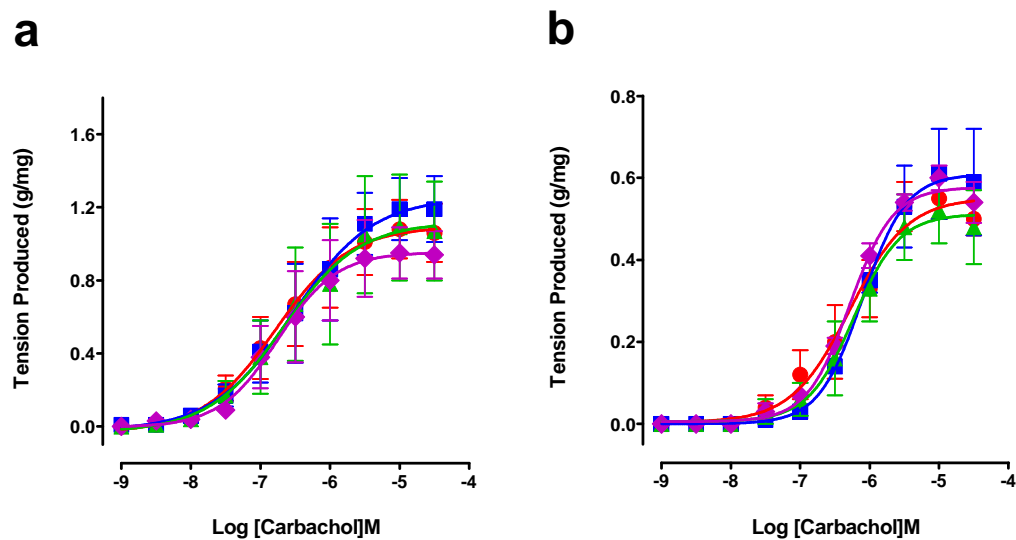 a
b
Tension Produced (g/mg)
1.6
1.2
0.8
0.4
0.0
-9 -8 -7 -6 -5 -4
Log [Carbachol]M
Tension Produced (g/mg)
0.8
0.6
0.4
0.2
0.0
-9 -8 -7 -6 -5 -4
Log [Carbachol]M